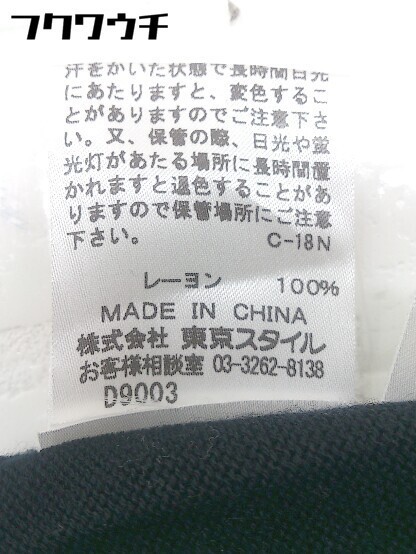 フクワウチ
汗をかいた状態で長時間日光
にあたりますと、変色するこ
とがありますのでご注意下さ
い。又、保管の際、日光や蛍
光灯があたる場所に長時間置
かれますと退色することがあ
りますので保管場所にご注意
下さい。 C-18N
レーヨン 100%
MADE IN CHINA
株式会社 東京スタイル
お客様相談室 03-3262-8138
D9003